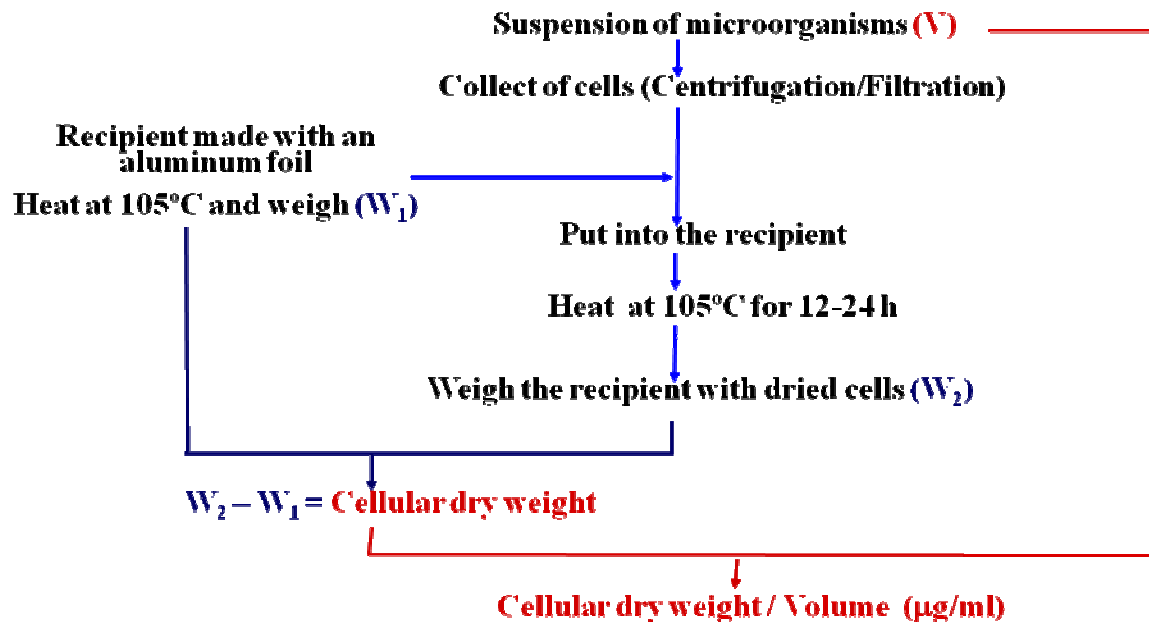 Suspension of microorganisms (V)
Collect of cells (Centrifugation/Filtration)
Recipient made with an
aluminum foil
Heat at 105ºC and weigh (W₁)
Put into the recipient
Heat at 105ºC for 12-24 h
Weigh the recipient with dried cells (W₂)
W₂ – W₁ = Cellular dry weight
Cellular dry weight / Volume (µg/ml)